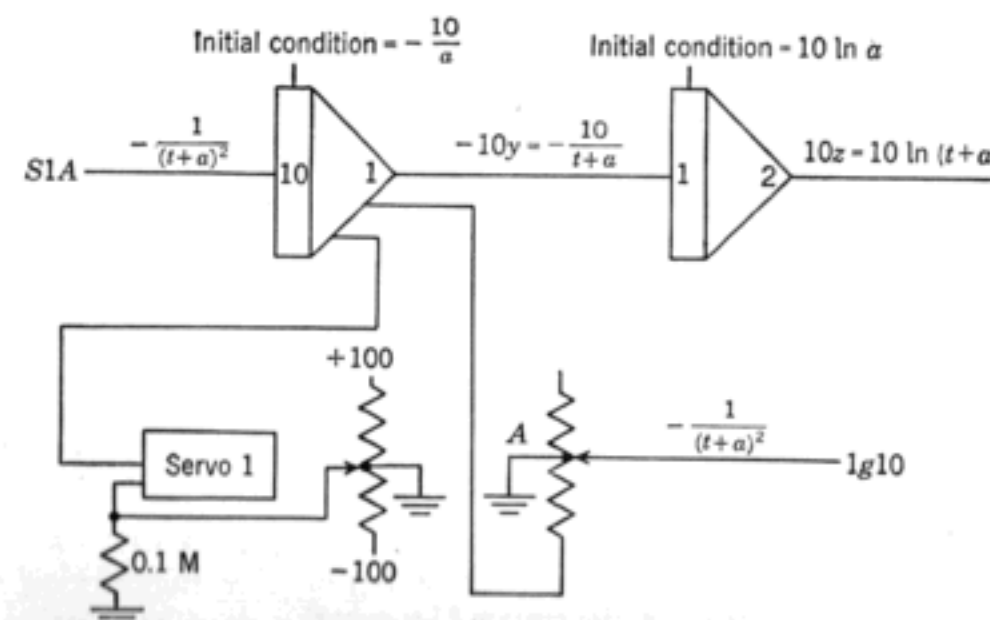 Initial condition = - 10/a
Initial condition - 10 ln a
S1A
- 1/(t+a)²
10
1
-10y = - 10/t+a
1
2
10z = 10 ln (t+a
+100
Servo 1
A
- 1/(t+a)²
1g10
0.1 M
-100